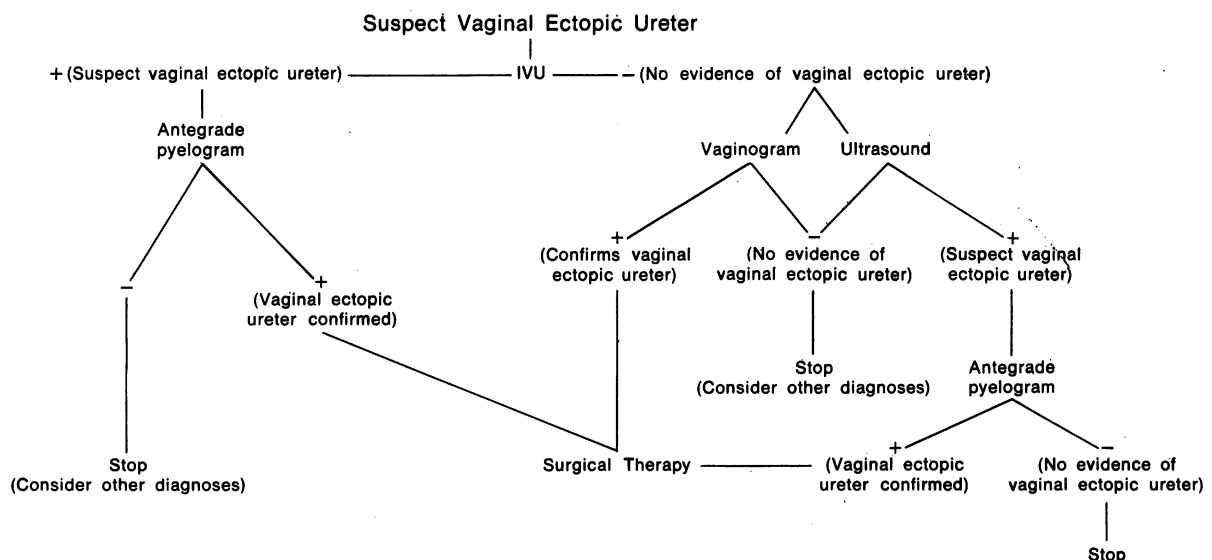 Suspect Vaginal Ectopic Ureter
+ (Suspect vaginal ectopic ureter)
IVU
− (No evidence of vaginal ectopic ureter)
Antegrade
pyelogram
Vaginogram
Ultrasound
+
(Confirms vaginal
ectopic ureter)
−
(No evidence of
vaginal ectopic ureter)
+
(Suspect vaginal
ectopic ureter)
−
+
(Vaginal ectopic
ureter confirmed)
Stop
(Consider other diagnoses)
Antegrade
pyelogram
Stop
(Consider other diagnoses)
Surgical Therapy
+
(Vaginal ectopic
ureter confirmed)
−
(No evidence of
vaginal ectopic ureter)
Stop